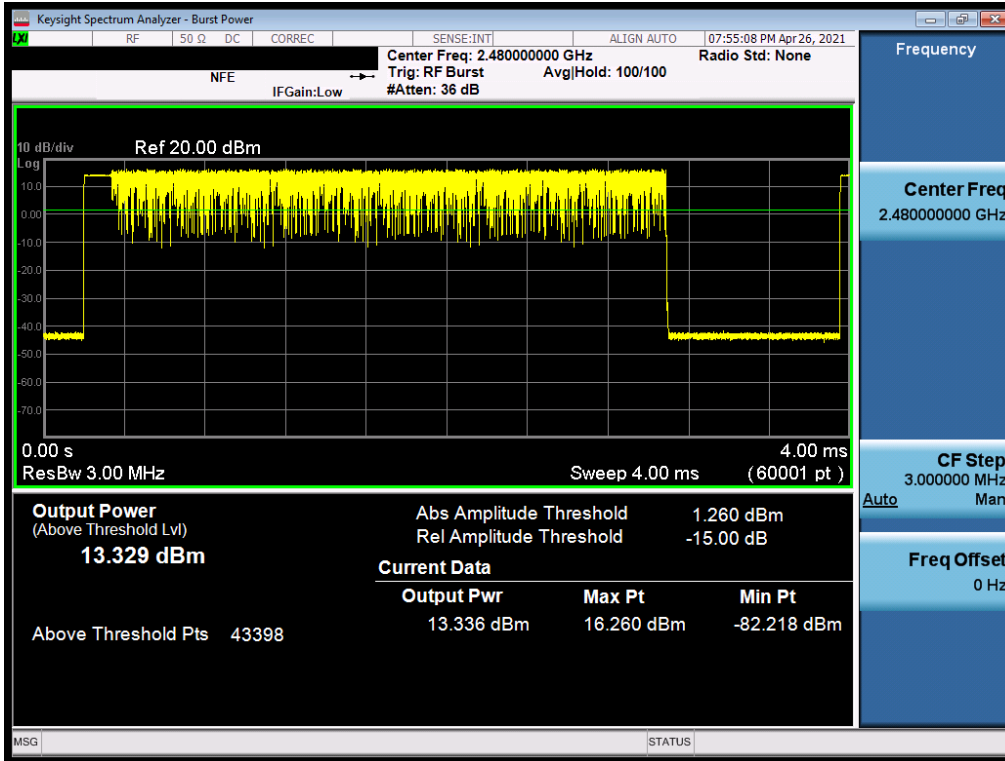 Keysight Spectrum Analyzer - Burst Power
LXI RF 50 Ω DC CORREC SENSE:INT ALIGN AUTO 07:55:08 PM Apr 26, 2021
Center Freq: 2.480000000 GHz Radio Std: None
NFE Trig: RF Burst Avg|Hold: 100/100
IFGain:Low #Atten: 36 dB
Frequency
10 dB/div Ref 20.00 dBm
Log
10.0
0.00
-10.0
-20.0
-30.0
-40.0
-50.0
-60.0
-70.0
0.00 s 4.00 ms
ResBw 3.00 MHz Sweep 4.00 ms (60001 pt)
Output Power
(Above Threshold Lvl)
13.329 dBm
Above Threshold Pts 43398
Abs Amplitude Threshold 1.260 dBm
Rel Amplitude Threshold -15.00 dB
Current Data
Output Pwr Max Pt Min Pt
13.336 dBm 16.260 dBm -82.218 dBm
Center Freq
2.480000000 GHz
CF Step
3.000000 MHz
Auto Man
Freq Offset
0 Hz
MSG STATUS